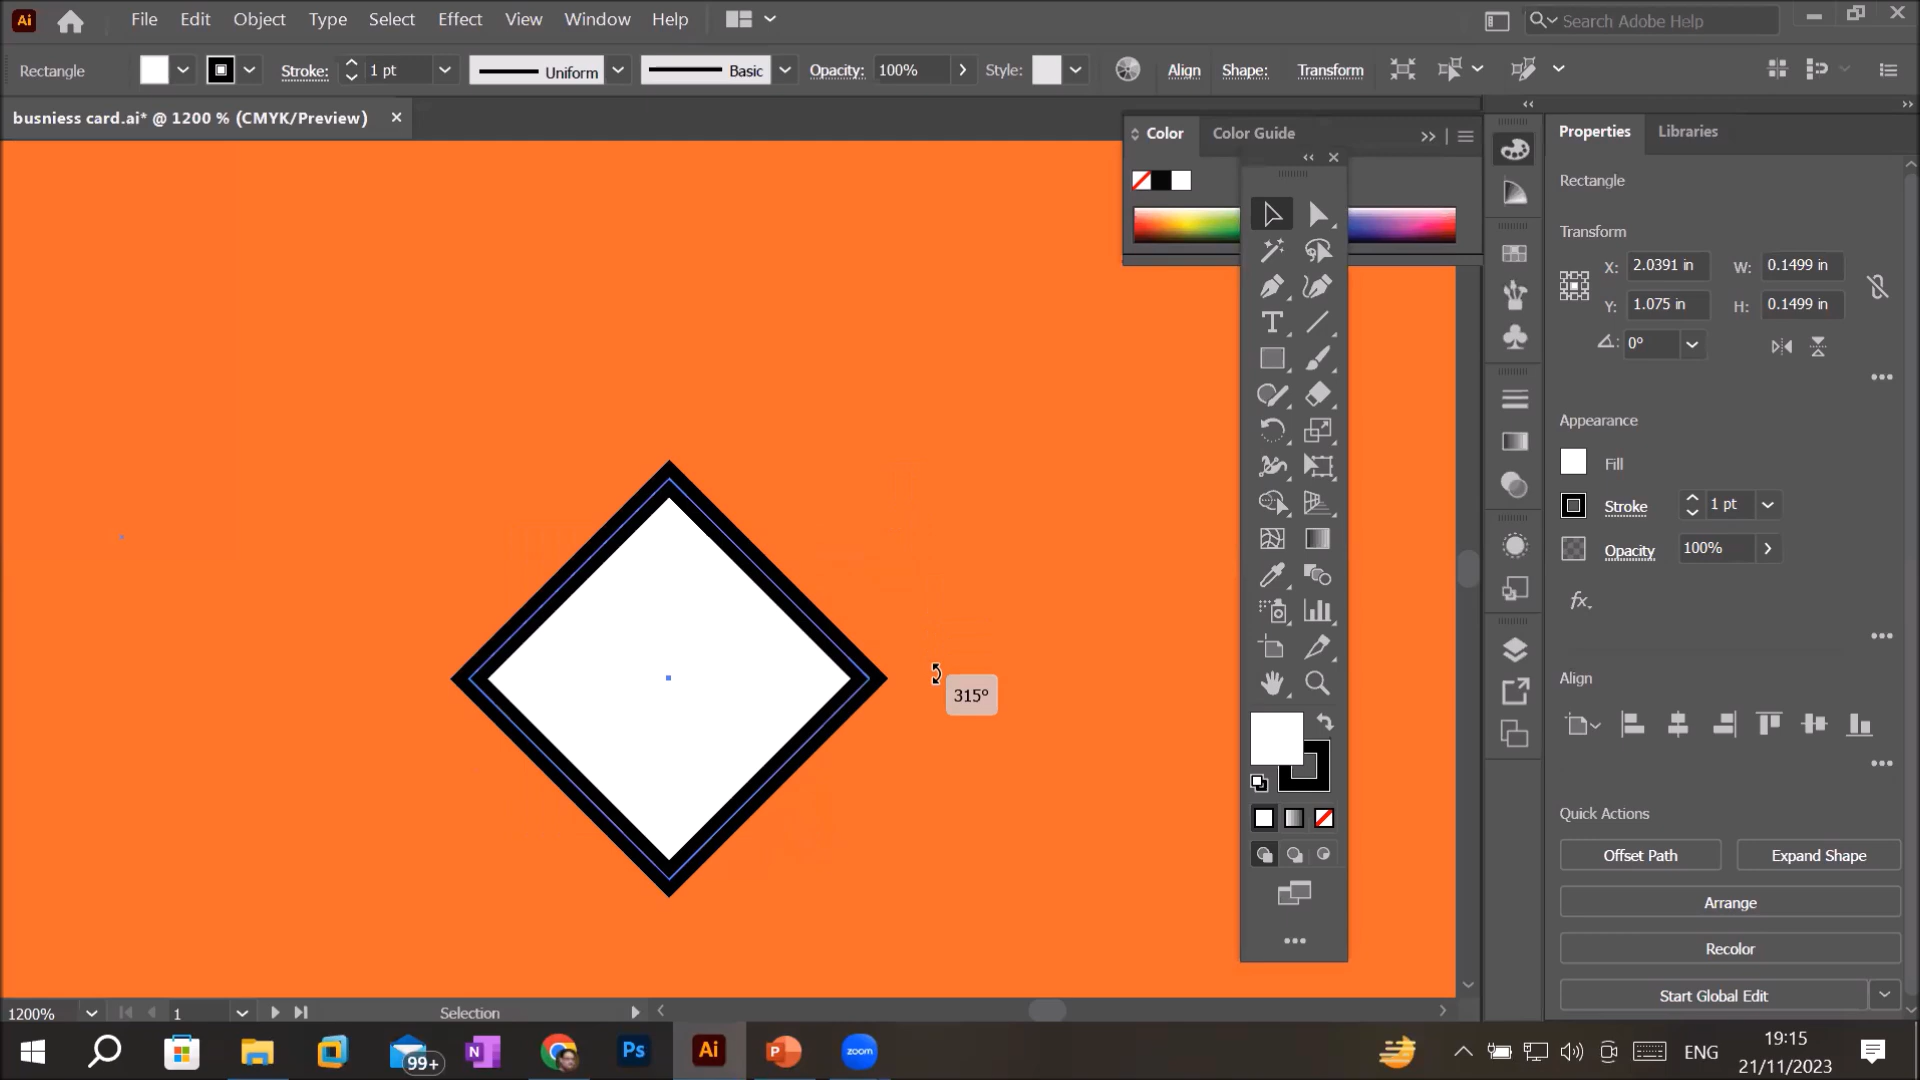 Ai File Edit Object Type Select Effect View Window Help Search Adobe Help
Rectangle Stroke: 1 pt Uniform Basic Opacity: 100% Style: Align Shape: Transform
busniess card.ai* @ 1200 % (CMYK/Preview)
Color Color Guide
Properties Libraries
Rectangle
Transform
X: 2.0391 in W: 0.1499 in
Y: 1.075 in H: 0.1499 in
0°
Appearance
Fill
Stroke 1 pt
Opacity 100%
fx.
315°
Align
Quick Actions
Offset Path Expand Shape
Arrange
Recolor
Start Global Edit
1200% 1 Selection
99+ N Ps Ai P zoom ENG 19:15
21/11/2023